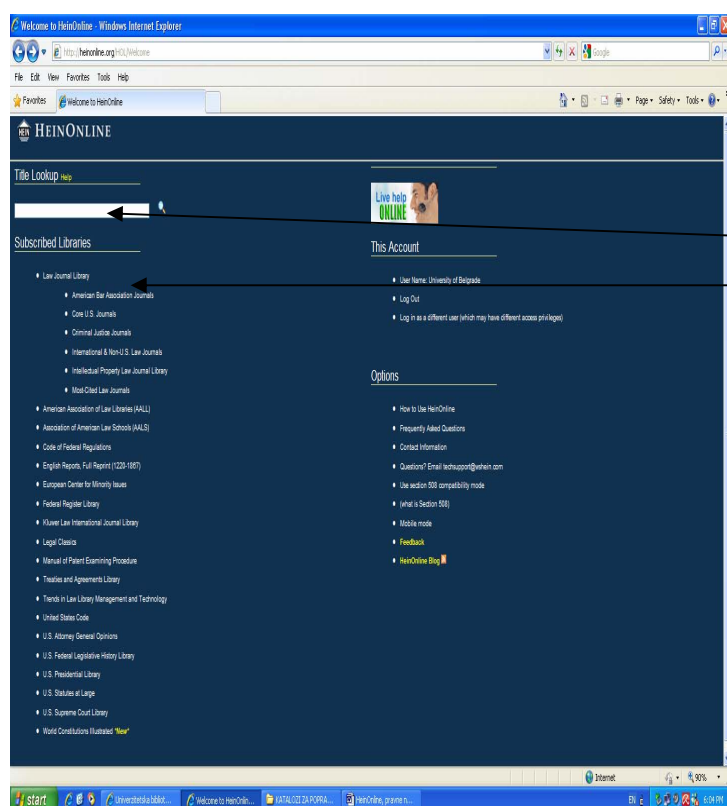 Welcome to HeinOnline - Windows Internet Explorer
http://heinonline.org/HOL/Welcome
Google
File Edit View Favorites Tools Help
Favorites Welcome to HeinOnline Page Safety Tools
HEIN HEINONLINE
Title Lookup Help
Live help
ONLINE
Subscribed Libraries
Law Journal Library
American Bar Association Journals
Core U.S. Journals
Criminal Justice Journals
International & Non-U.S. Law Journals
Intellectual Property Law Journal Library
Most-Cited Law Journals
American Association of Law Libraries (AALL)
Association of American Law Schools (AALS)
Code of Federal Regulations
English Reports, Full Reprint (1220-1867)
European Center for Minority Issues
Federal Register Library
Kluwer Law International Journal Library
Legal Classics
Manual of Patent Examining Procedure
Treaties and Agreements Library
Trends in Law Library Management and Technology
United States Code
U.S. Attorney General Opinions
U.S. Federal Legislative History Library
U.S. Presidential Library
U.S. Statutes at Large
U.S. Supreme Court Library
World Constitutions Illustrated *New*
This Account
User Name: University of Belgrade
Log Out
Log in as a different user (which may have different access privileges)
Options
How to Use HeinOnline
Frequently Asked Questions
Contact Information
Questions? Email techsupport@wshein.com
Use section 508 compatibility mode
(what is Section 508)
Mobile mode
Feedback
HeinOnline Blog
Internet 90%
start Univerzitetska bibliot... Welcome to HeinOnlin... KATALOZI ZA POPRA... HeinOnline, pravne n... EN 6:04 PM